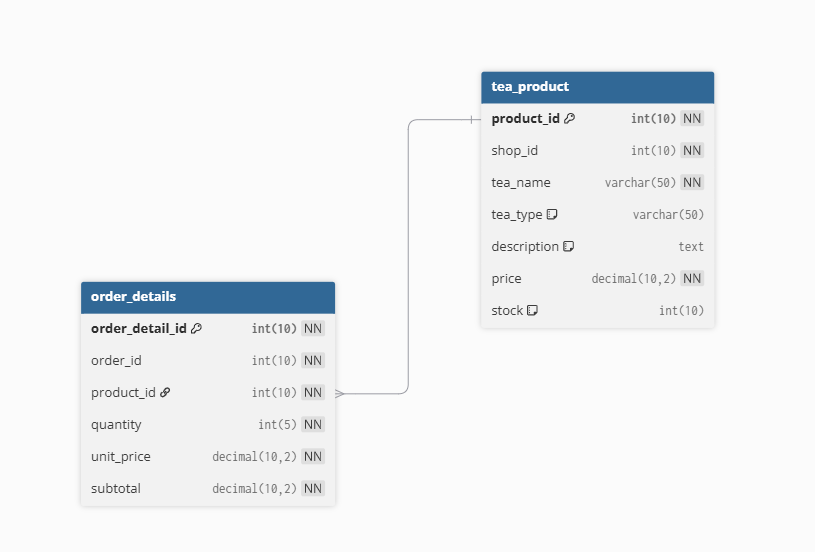 tea_product
product_id int(10) NN
shop_id int(10) NN
tea_name varchar(50) NN
tea_type varchar(50)
description text
price decimal(10,2) NN
stock int(10)
order_details
order_detail_id int(10) NN
order_id int(10) NN
product_id int(10) NN
quantity int(5) NN
unit_price decimal(10,2) NN
subtotal decimal(10,2) NN